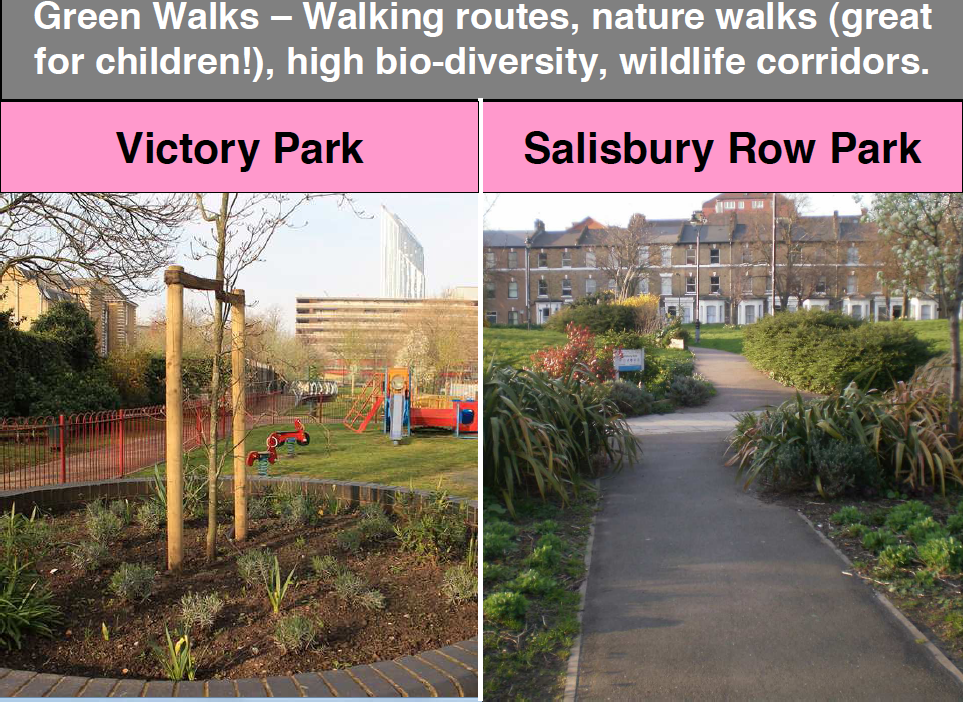 Green Walks – Walking routes, nature walks (great
for children!), high bio-diversity, wildlife corridors.
Victory Park
Salisbury Row Park